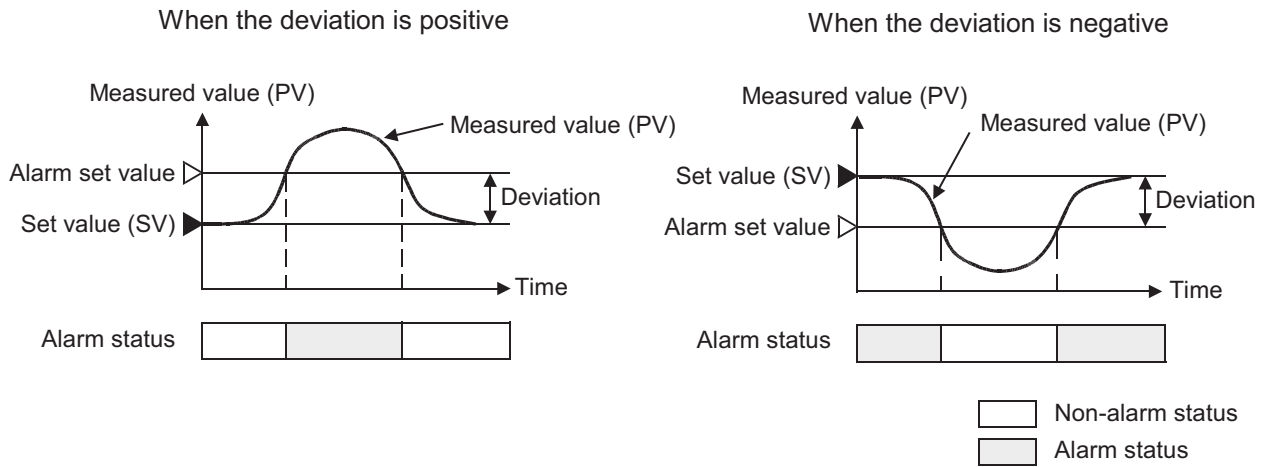 When the deviation is positive
Measured value (PV)
Measured value (PV)
Alarm set value
Deviation
Set value (SV)
Time
Alarm status
When the deviation is negative
Measured value (PV)
Measured value (PV)
Set value (SV)
Deviation
Alarm set value
Time
Alarm status
Non-alarm status
Alarm status